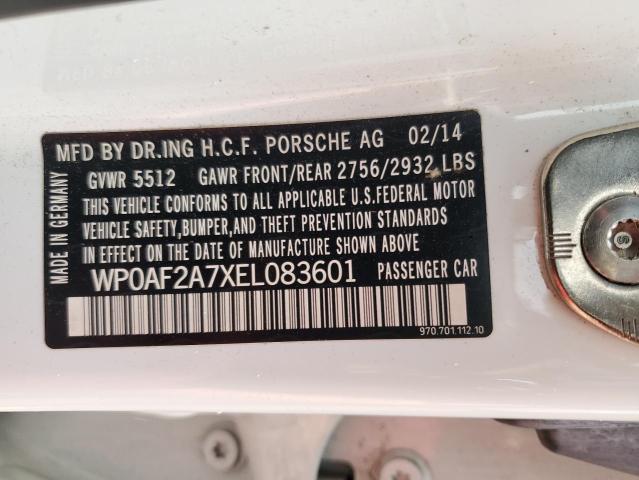 MFD BY DR.ING H.C.F. PORSCHE AG 02/14
GVWR 5512 GAWR FRONT/REAR 2756/2932 LBS
THIS VEHICLE CONFORMS TO ALL APPLICABLE U.S.FEDERAL MOTOR
VEHICLE SAFETY,BUMPER,AND THEFT PREVENTION STANDARDS
IN EFFECT ON THE DATE OF MANUFACTURE SHOWN ABOVE
WP0AF2A7XEL083601 PASSENGER CAR
970.701.112.10
MADE IN GERMANY